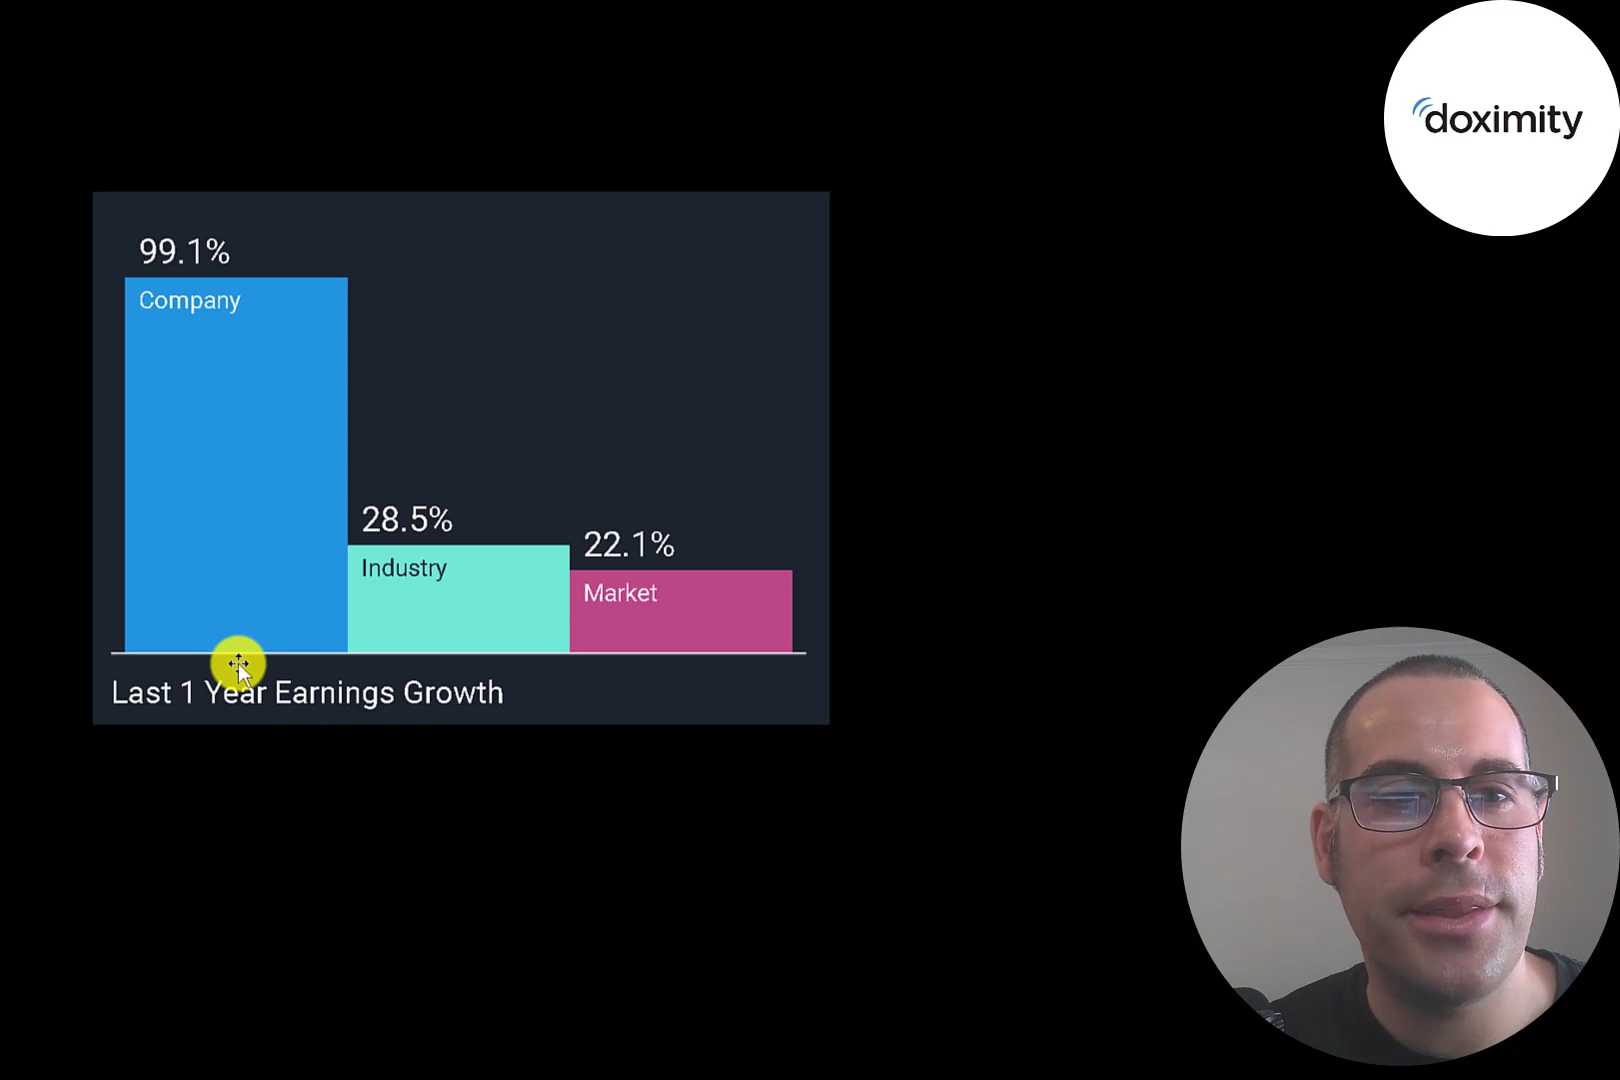 doximity
99.1%
Company
28.5%
Industry
22.1%
Market
Last 1 Year Earnings Growth